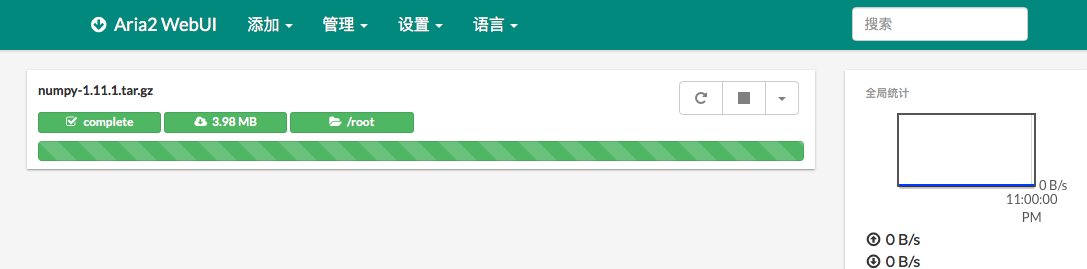 Aria2 WebUI 添加 管理 设置 语言 搜索
numpy-1.11.1.tar.gz
complete 3.98 MB /root
全局统计
0 B/s
11:00:00
PM
0 B/s
0 B/s